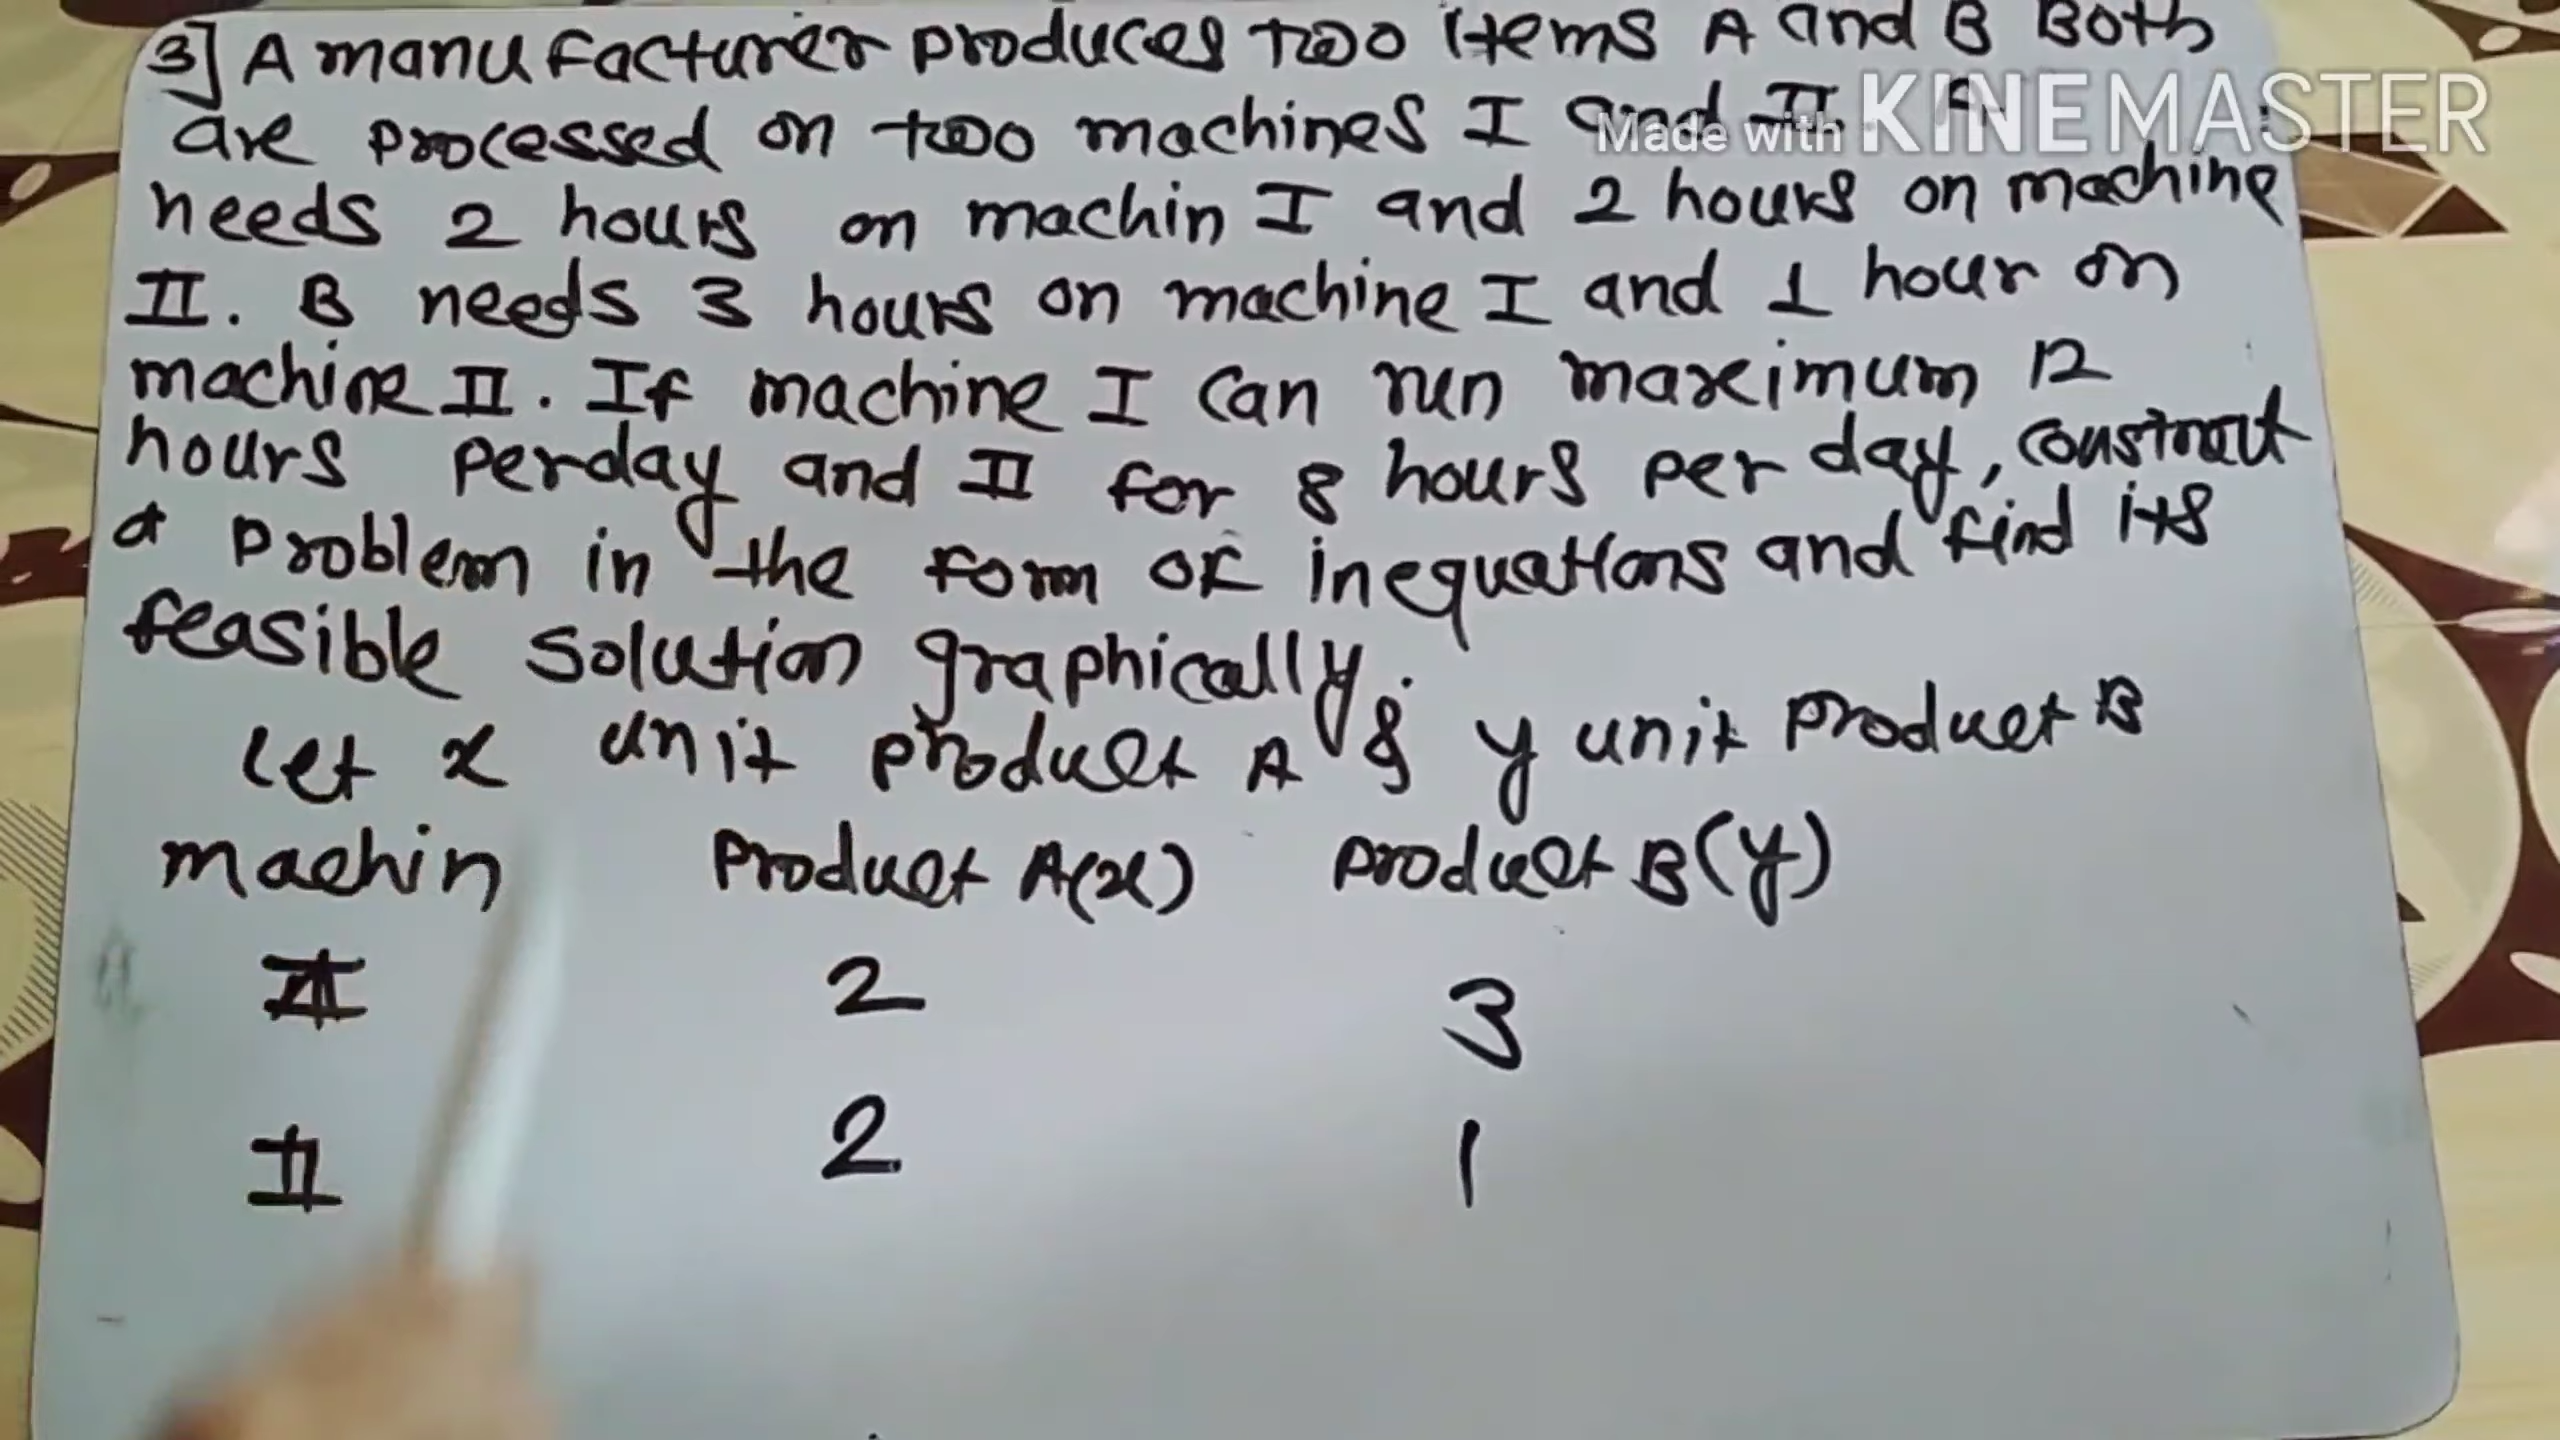 3] A manufacturer produces two items A and B Both
are processed on two machines I and II. A
Made with KINEMASTER
needs 2 hours on machin I and 2 hours on machine
II. B needs 3 hours on machine I and 1 hour on
machine II. If machine I can run maximum 12
hours perday and II for 8 hours per day, construct
a problem in the form of inequations and find its
feasible solution graphically.
Let x unit product A & y unit product B
machin product A(x) product B(y)
2 3
II 2 1